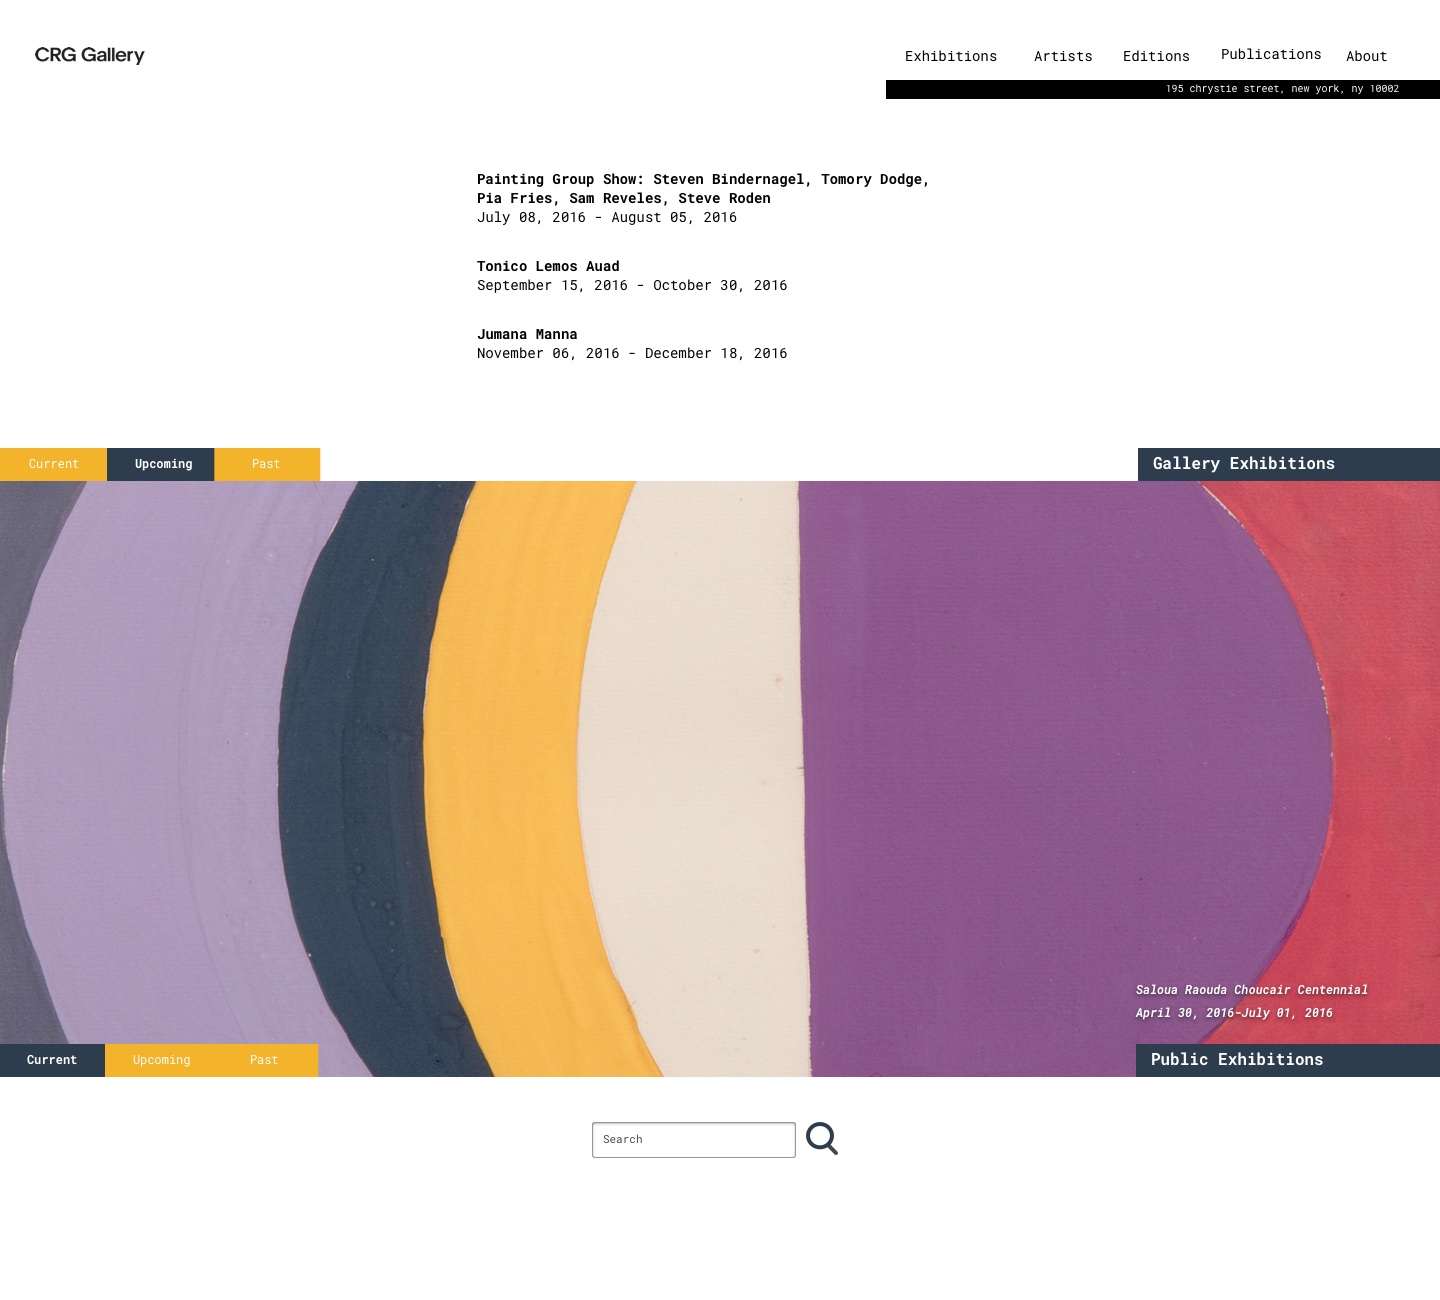 CRG Gallery
Exhibitions
Artists
Editions
Publications
About
195 chrystie street, new york, ny 10002
Painting Group Show: Steven Bindernagel, Tomory Dodge,
Pia Fries, Sam Reveles, Steve Roden
July 08, 2016 - August 05, 2016
Tonico Lemos Auad
September 15, 2016 - October 30, 2016
Jumana Manna
November 06, 2016 - December 18, 2016
Current
Upcoming
Past
Gallery Exhibitions
Saloua Raouda Choucair Centennial
April 30, 2016-July 01, 2016
Current
Upcoming
Past
Public Exhibitions
Search